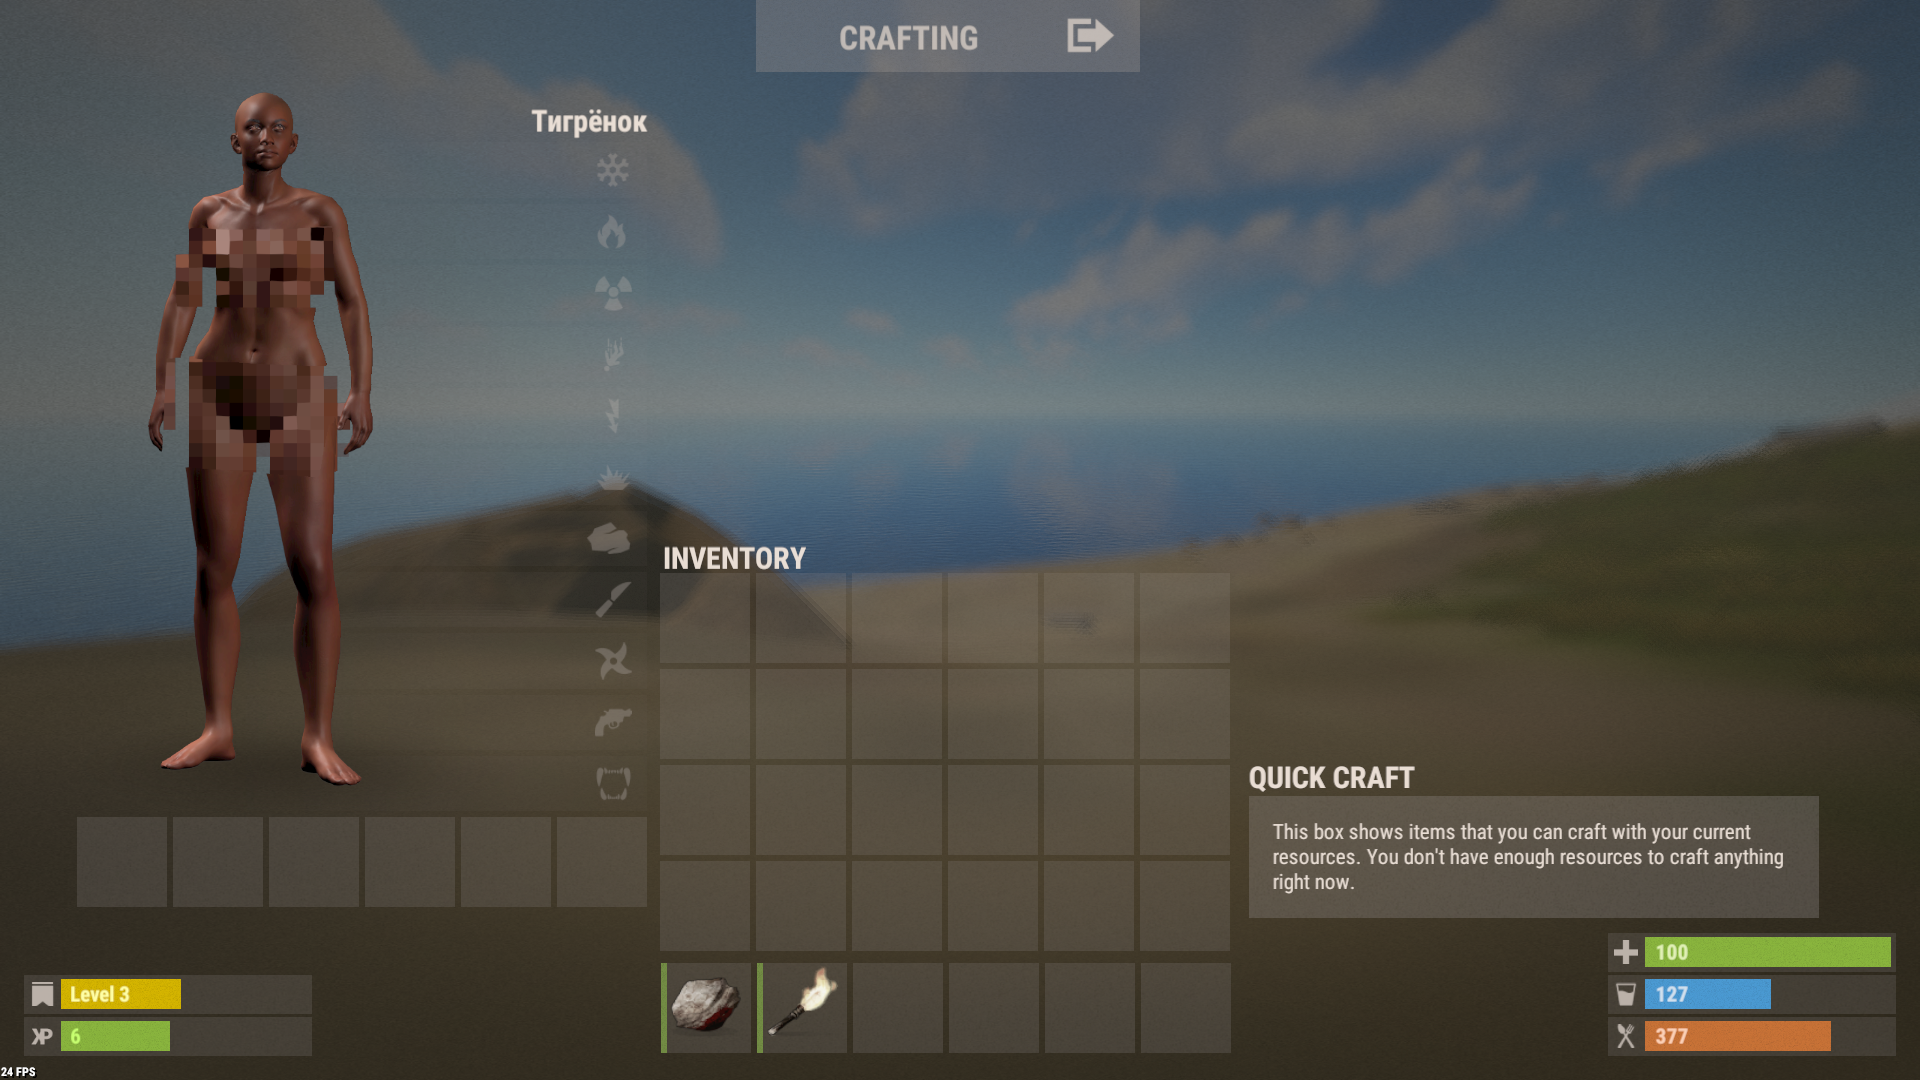 CRAFTING
Тигрёнок
INVENTORY
QUICK CRAFT
This box shows items that you can craft with your current
resources. You don't have enough resources to craft anything
right now.
100
127
377
Level 3
XP 6
24 FPS